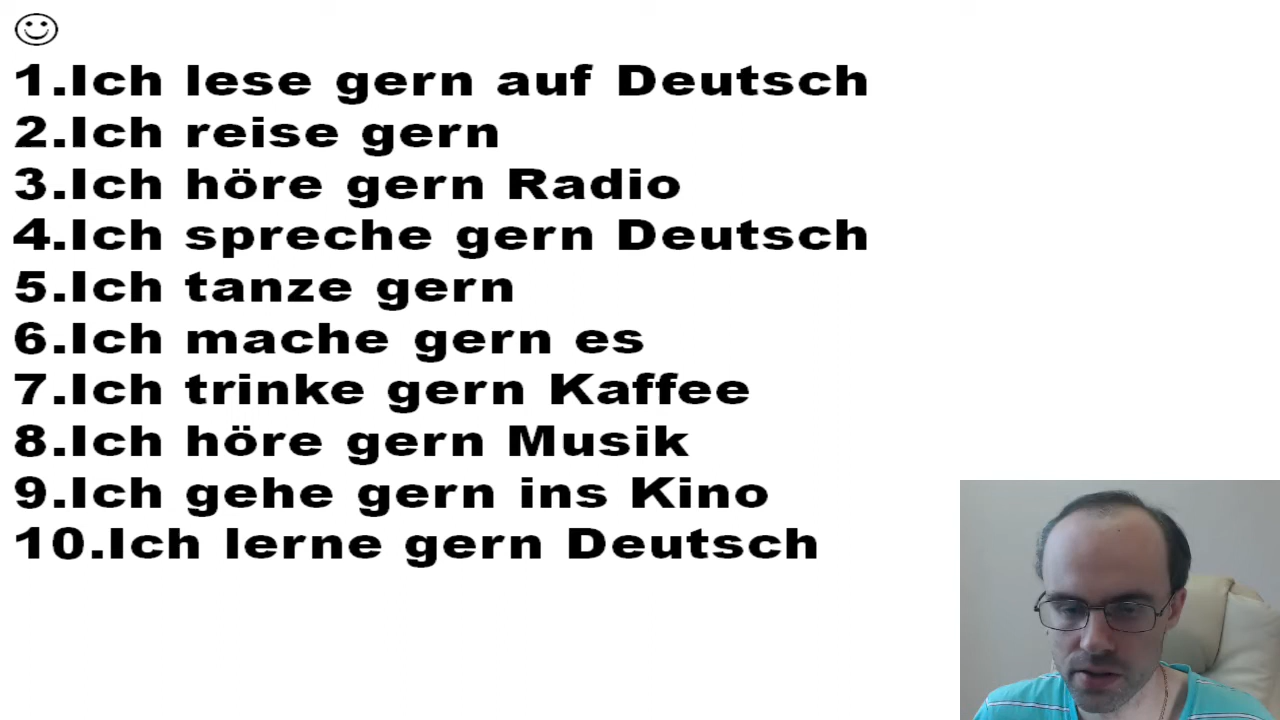 1.Ich lese gern auf Deutsch
2.Ich reise gern
3.Ich höre gern Radio
4.Ich spreche gern Deutsch
5.Ich tanze gern
6.Ich mache gern es
7.Ich trinke gern Kaffee
8.Ich höre gern Musik
9.Ich gehe gern ins Kino
10.Ich lerne gern Deutsch